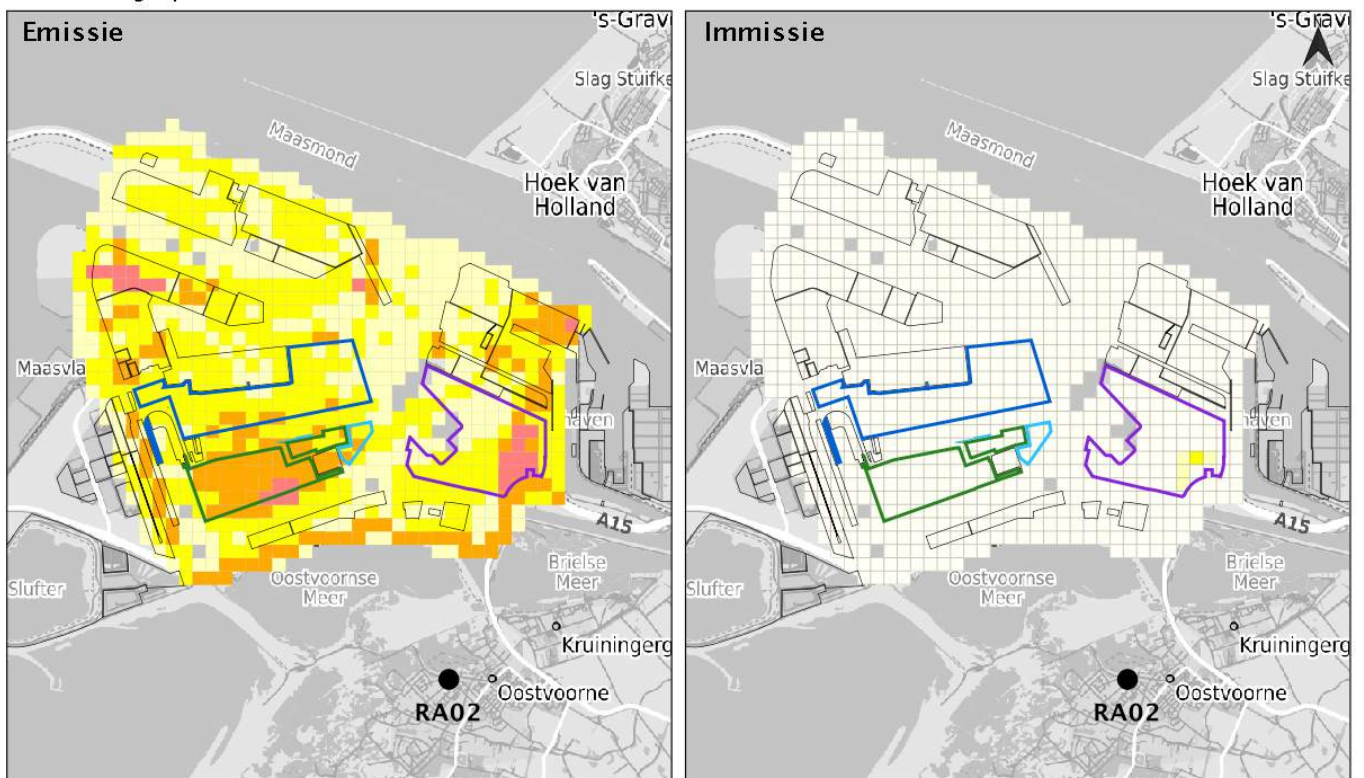 Emissie
's-Grav
Slag Stuifke
Maasmond
Hoek van
Holland
Maasvla
haven
A15
Slufter
Oostvoornse
Meer
Brielse
Meer
Kruiningerg
Oostvoorne
RA02
Immissie
's-Grav
Slag Stuifke
Maasmond
Hoek van
Holland
Maasvla
haven
A15
Slufter
Oostvoornse
Meer
Brielse
Meer
Kruiningerg
Oostvoorne
RA02